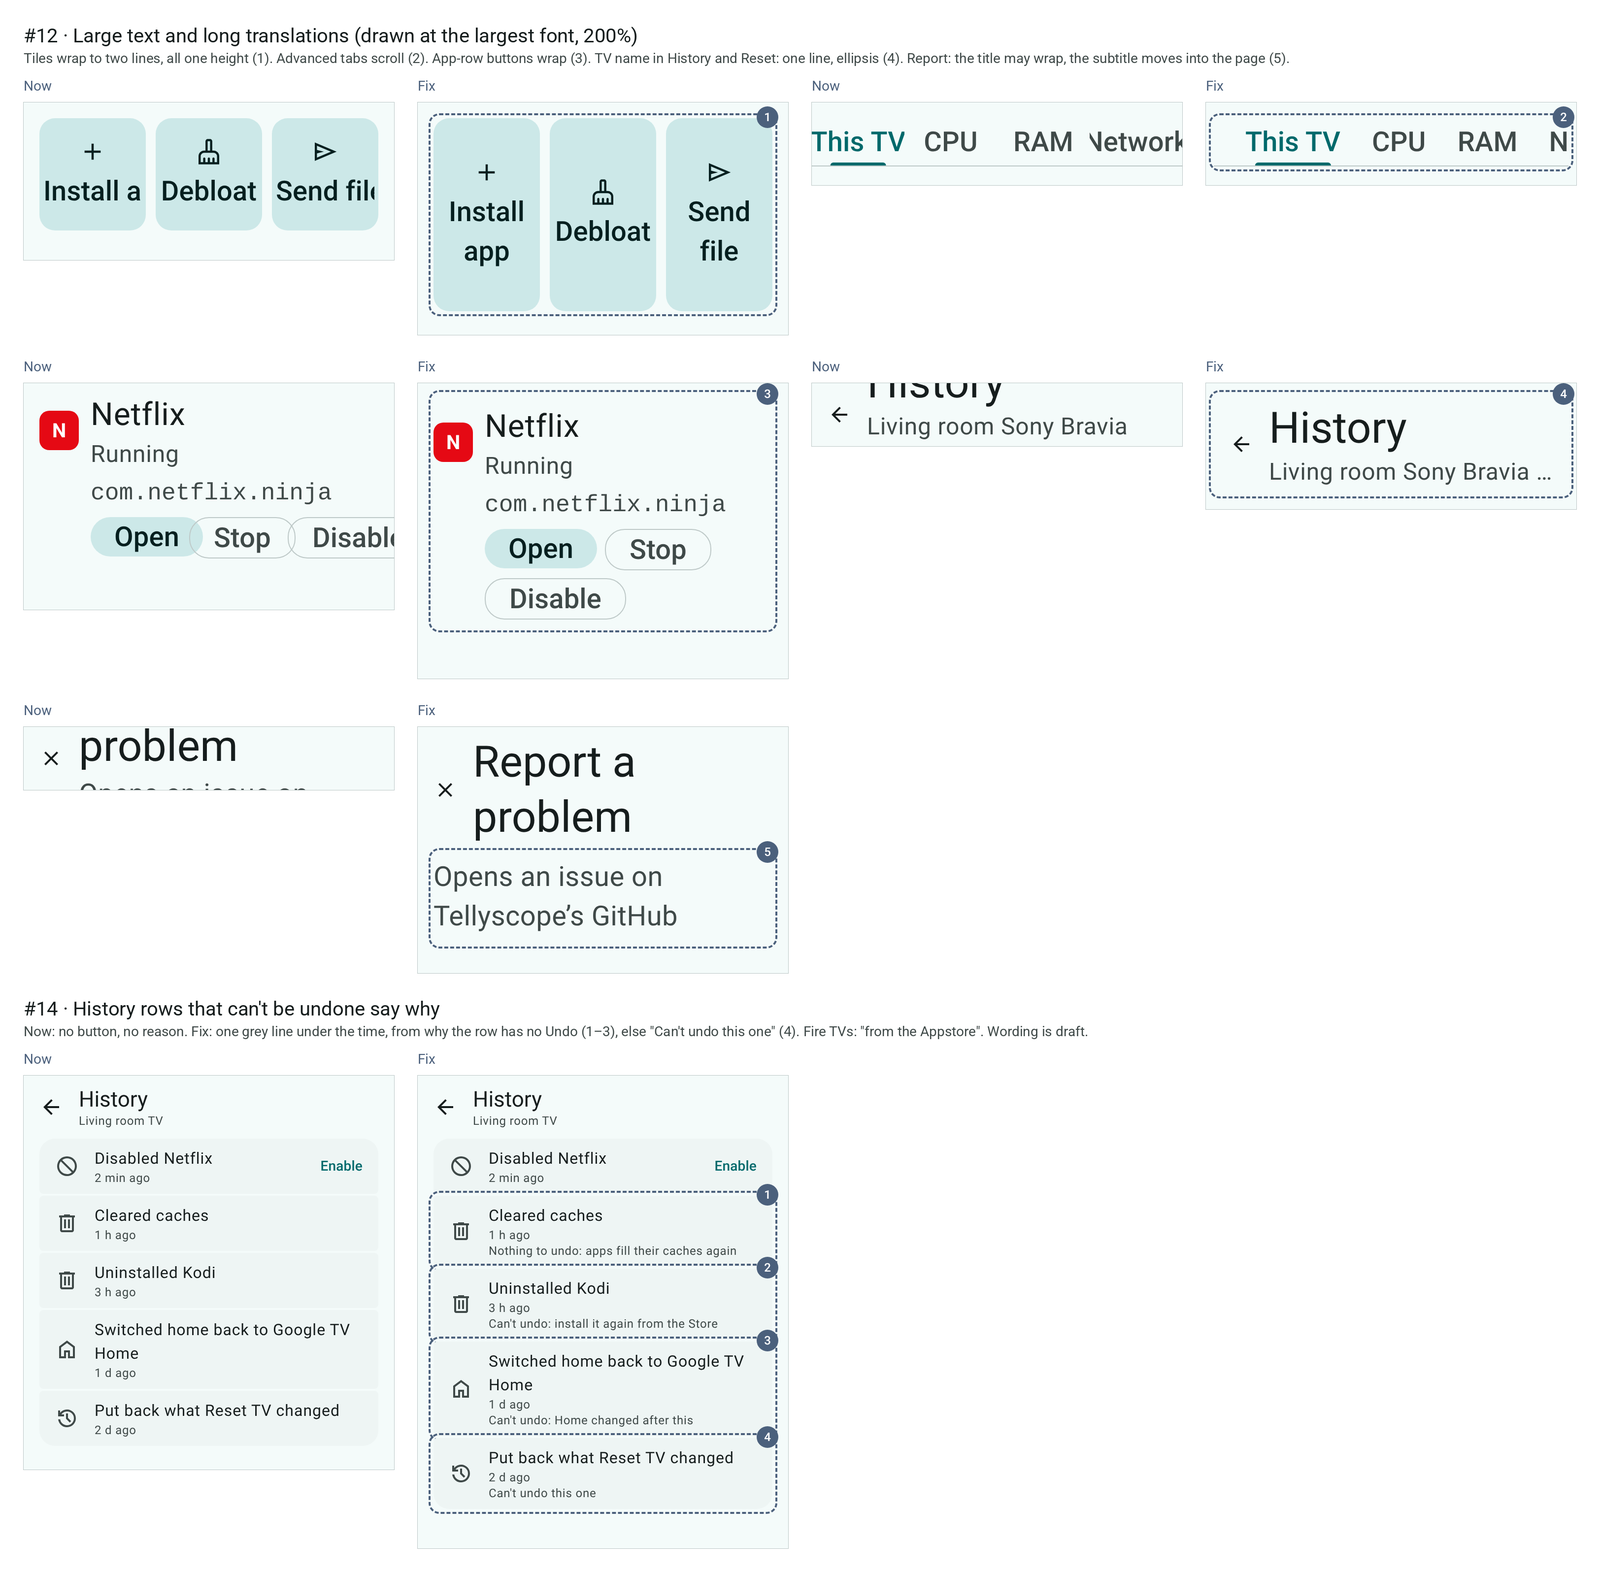 #12 · Large text and long translations (drawn at the largest font, 200%)
Tiles wrap to two lines, all one height (1). Advanced tabs scroll (2). App-row buttons wrap (3). TV name in History and Reset: one line, ellipsis (4). Report: the title may wrap, the subtitle moves into the page (5).
Now
Install a
Debloat
Send file
Fix
1
Install
app
Debloat
Send
file
Now
This TV CPU RAM Network
Fix
2
This TV CPU RAM N
Now
N
Netflix
Running
com.netflix.ninja
Open Stop Disable
Fix
3
N
Netflix
Running
com.netflix.ninja
Open Stop
Disable
Now
History
Living room Sony Bravia
Fix
4
History
Living room Sony Bravia ...
Now
problem
Opens an issue on
Fix
Report a
problem
5
Opens an issue on
Tellyscope’s GitHub
#14 · History rows that can't be undone say why
Now: no button, no reason. Fix: one grey line under the time, from why the row has no Undo (1–3), else "Can't undo this one" (4). Fire TVs: "from the Appstore". Wording is draft.
Now
History
Living room TV
Disabled Netflix
2 min ago
Enable
Cleared caches
1 h ago
Uninstalled Kodi
3 h ago
Switched home back to Google TV
Home
1 d ago
Put back what Reset TV changed
2 d ago
Fix
History
Living room TV
Disabled Netflix
2 min ago
Enable
1
Cleared caches
1 h ago
Nothing to undo: apps fill their caches again
2
Uninstalled Kodi
3 h ago
Can't undo: install it again from the Store
3
Switched home back to Google TV
Home
1 d ago
Can't undo: Home changed after this
4
Put back what Reset TV changed
2 d ago
Can't undo this one